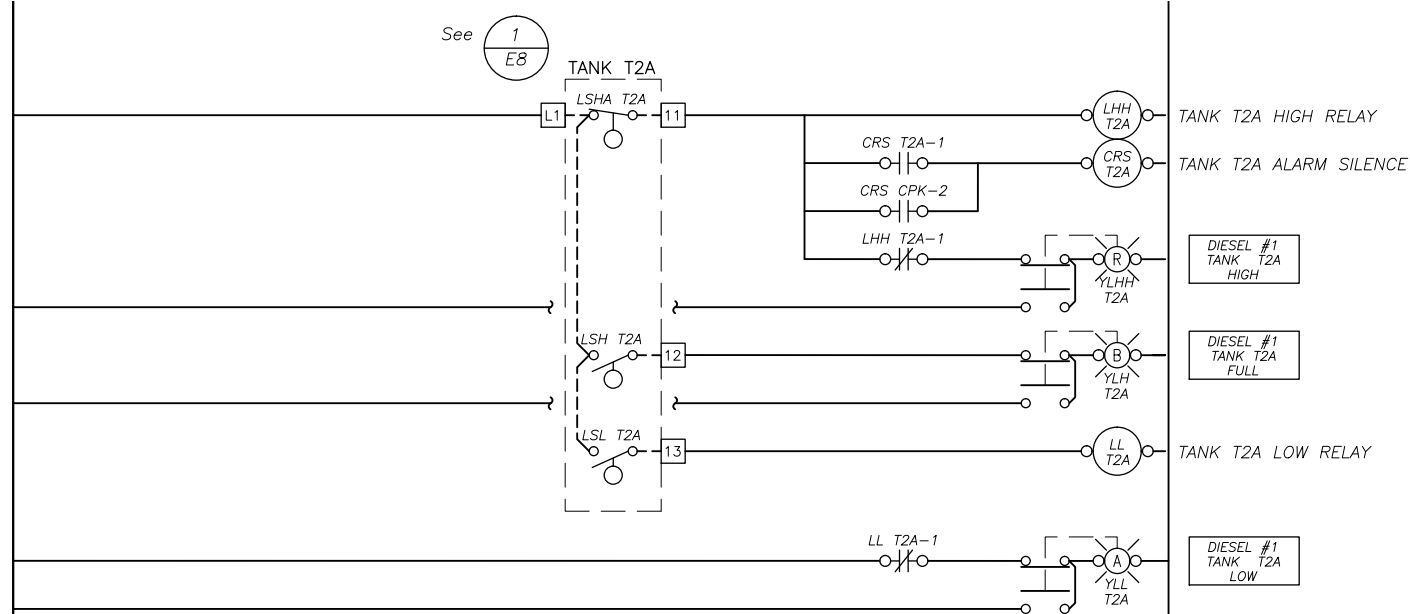 See
1
E8
TANK T2A
LSHA T2A
L1
11
LHH
T2A
TANK T2A HIGH RELAY
CRS T2A-1
CRS
T2A
TANK T2A ALARM SILENCE
CRS CPK-2
LHH T2A-1
R
YLHH
T2A
DIESEL #1
TANK T2A
HIGH
LSH T2A
12
B
YLH
T2A
DIESEL #1
TANK T2A
FULL
LSL T2A
13
LL
T2A
TANK T2A LOW RELAY
LL T2A-1
A
YLL
T2A
DIESEL #1
TANK T2A
LOW